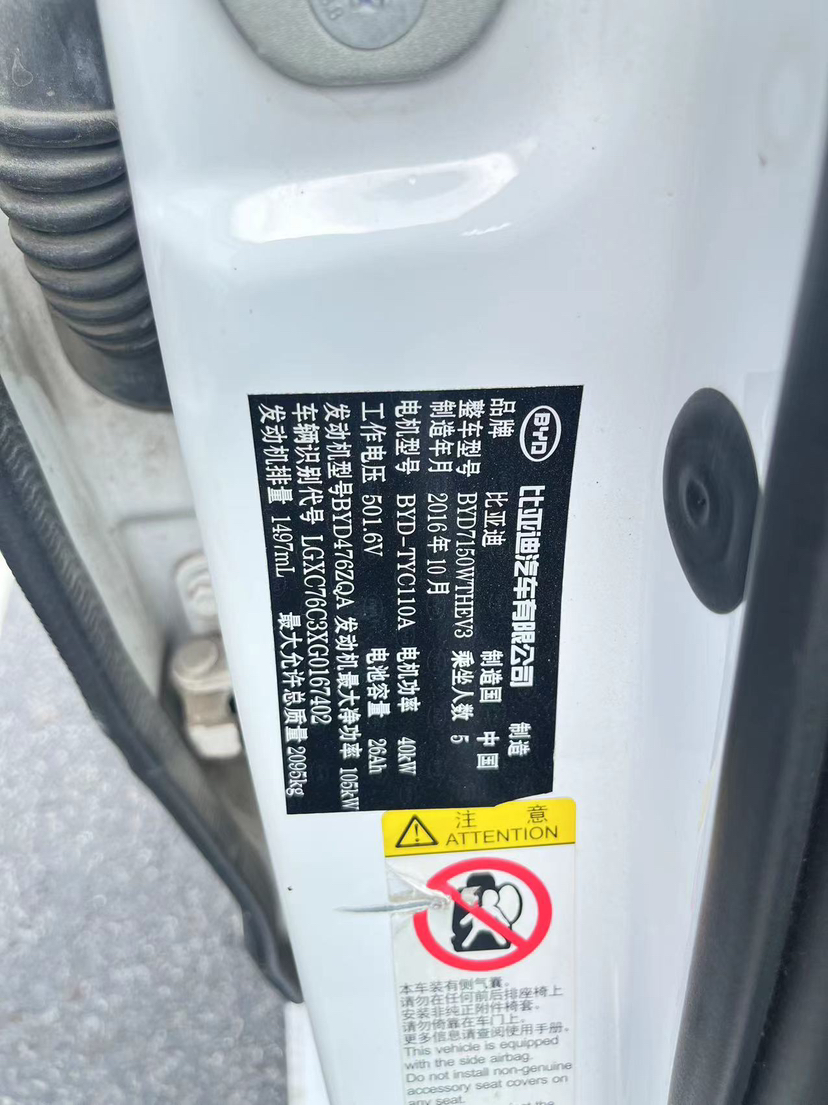 BYD 比亚迪汽车有限公司 制造
品牌 比亚迪 制造国 中国
整车型号 BYD7150WTHEV3 乘坐人数 5
制造年月 2016年10月
电机型号 BYD-TYC110A 电机功率 40kW
工作电压 501.6V 电池容量 26Ah
发动机型号BYD476ZQA 发动机最大净功率 105kW
车辆识别代号 LGXC76C3XG0167402
发动机排量 1497mL 最大允许总质量 2095kg
注意
ATTENTION
本车装有侧气囊。
请勿在任何前后排座椅上
安装非纯正附件椅套。
请勿倚靠在车门上。
更多信息请查阅使用手册。
This vehicle is equipped
with the side airbag.
Do not install non-genuine
accessory seat covers on
any seat.